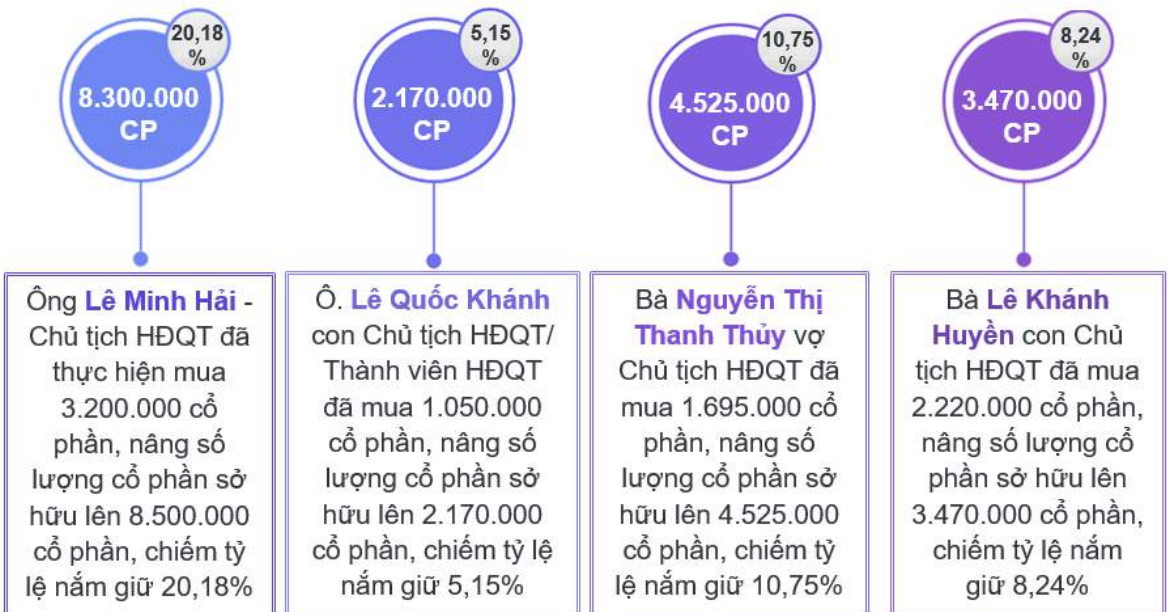 20,18
%
8.300.000
CP
5,15
%
2.170.000
CP
10,75
%
4.525.000
CP
8,24
%
3.470.000
CP
Ông Lê Minh Hải -
Chủ tịch HĐQT đã
thực hiện mua
3.200.000 cổ
phần, nâng số
lượng cổ phần sở
hữu lên 8.500.000
cổ phần, chiếm tỷ
lệ nắm giữ 20,18%
Ô. Lê Quốc Khánh
con Chủ tịch HĐQT/
Thành viên HĐQT
đã mua 1.050.000
cổ phần, nâng số
lượng cổ phần sở
hữu lên 2.170.000
cổ phần, chiếm tỷ lệ
nắm giữ 5,15%
Bà Nguyễn Thị
Thanh Thủy vợ
Chủ tịch HĐQT đã
mua 1.695.000 cổ
phần, nâng số
lượng cổ phần sở
hữu lên 4.525.000
cổ phần, chiếm tỷ
lệ nắm giữ 10,75%
Bà Lê Khánh
Huyền con Chủ
tịch HĐQT đã mua
2.220.000 cổ phần,
nâng số lượng cổ
phần sở hữu lên
3.470.000 cổ phần,
chiếm tỷ lệ nắm
giữ 8,24%